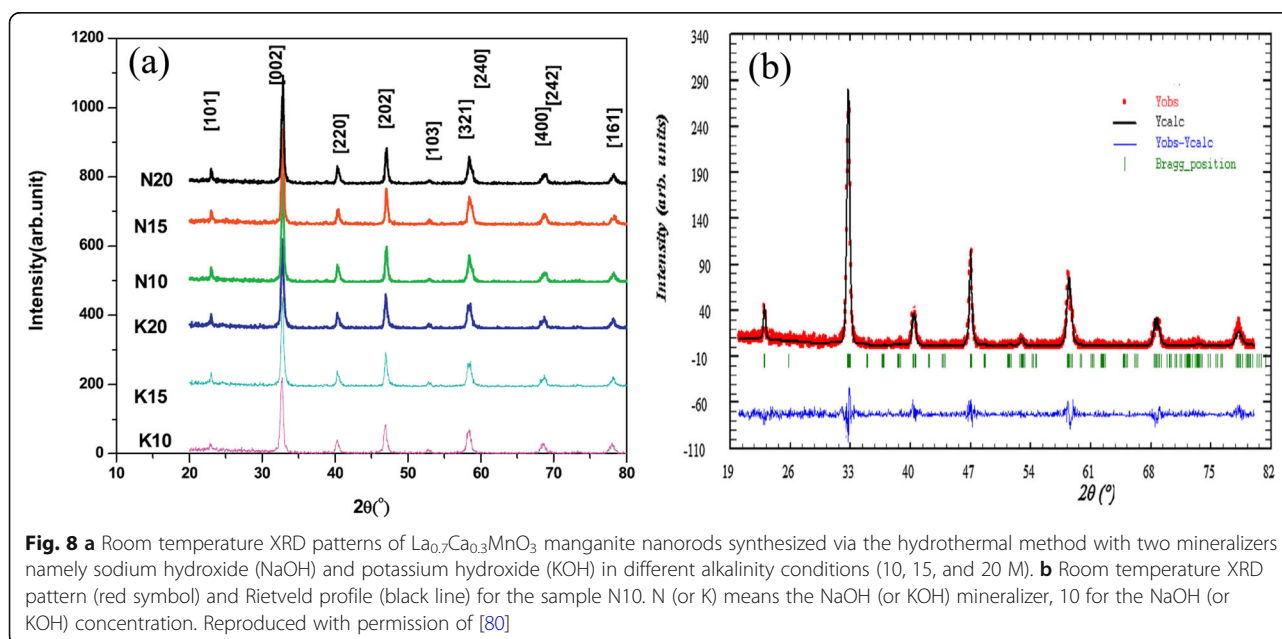 (a)
1200
1000
800
600
400
200
0
Intensity(arb.unit)
[101]
[002]
[220]
[202]
[103]
[321]
[240]
[400]
[242]
[161]
N20
N15
N10
K20
K15
K10
10 20 30 40 50 60 70 80
2θ(°)
(b)
340
290
240
190
140
90
40
-10
-60
-110
Intensity (arb. units)
Yobs
Ycalc
Yobs-Ycalc
Bragg_position
19 26 33 40 47 54 61 68 75 82
2θ (°)
Fig. 8 a Room temperature XRD patterns of La0.7Ca0.3MnO3 manganite nanorods synthesized via the hydrothermal method with two mineralizers
namely sodium hydroxide (NaOH) and potassium hydroxide (KOH) in different alkalinity conditions (10, 15, and 20 M). b Room temperature XRD
pattern (red symbol) and Rietveld profile (black line) for the sample N10. N (or K) means the NaOH (or KOH) mineralizer, 10 for the NaOH (or
KOH) concentration. Reproduced with permission of [80]